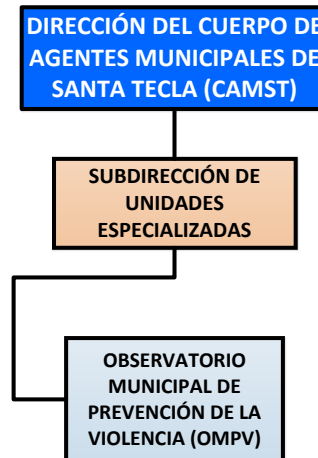 DIRECCIÓN DEL CUERPO DE
AGENTES MUNICIPALES DE
SANTA TECLA (CAMST)
SUBDIRECCIÓN DE
UNIDADES
ESPECIALIZADAS
OBSERVATORIO
MUNICIPAL DE
PREVENCIÓN DE LA
VIOLENCIA (OMPV)